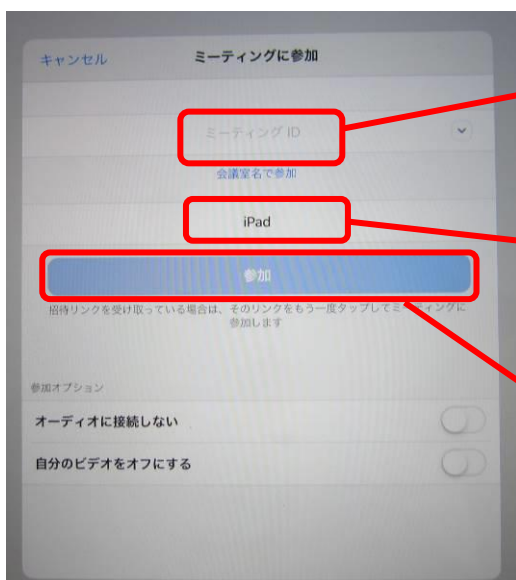 キャンセル ミーティングに参加
ミーティング ID
会議室名で参加
iPad
参加
招待リンクを受け取っている場合は、そのリンクをもう一度タップしてミーティングに
参加します
参加オプション
オーディオに接続しない
自分のビデオをオフにする